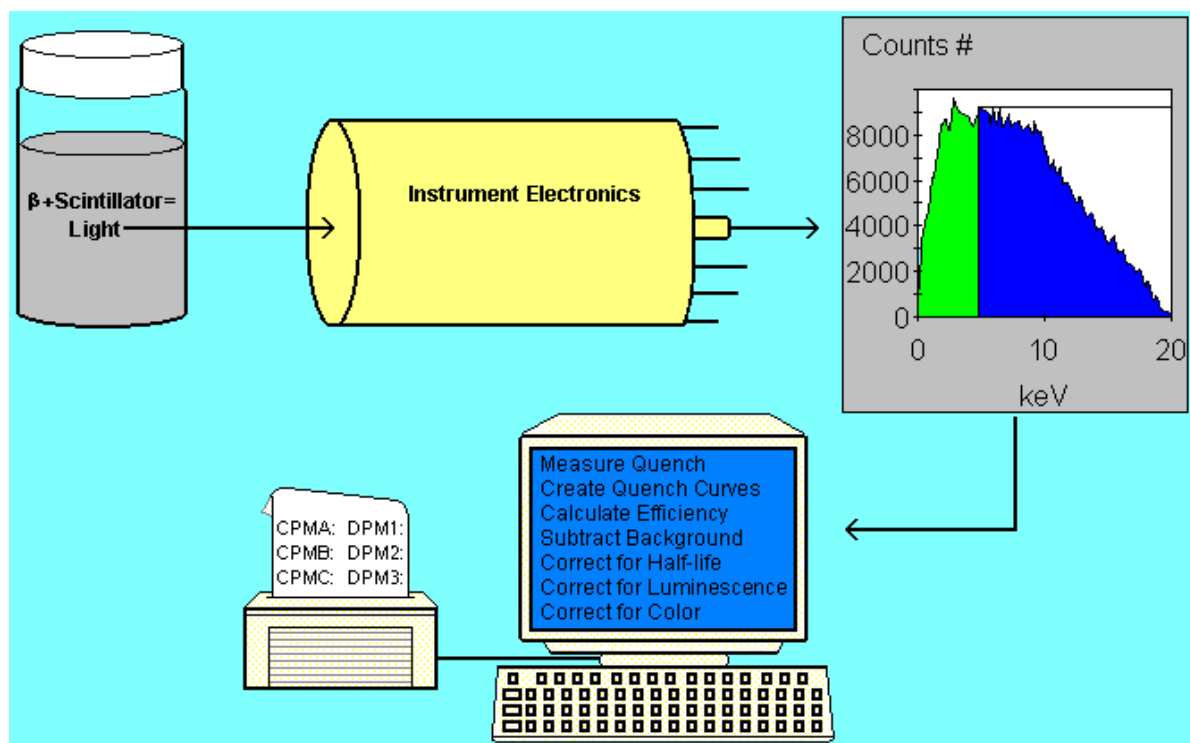 β+Scintillator=
Light
Instrument Electronics
Counts #
8000
6000
4000
2000
0
0 10 20
keV
Measure Quench
Create Quench Curves
Calculate Efficiency
Subtract Background
Correct for Half-life
Correct for Luminescence
Correct for Color
CPMA: DPM1:
CPMB: DPM2:
CPMC: DPM3: